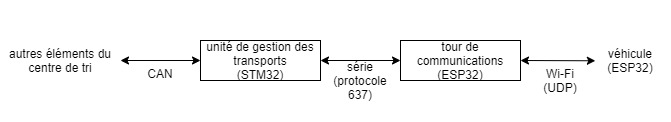 autres éléments du
centre de tri
CAN
unité de gestion des
transports
(STM32)
série
(protocole
637)
tour de
communications
(ESP32)
Wi-Fi
(UDP)
véhicule
(ESP32)